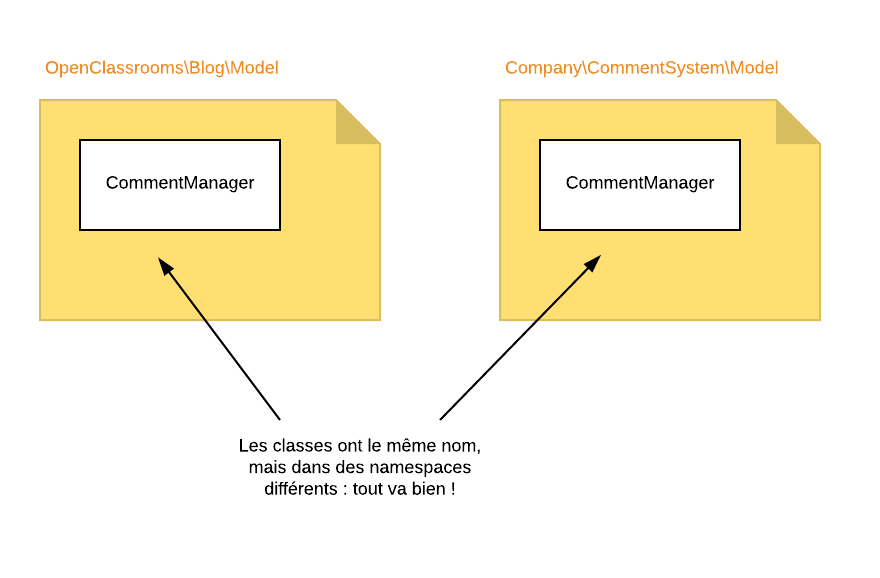 OpenClassrooms\Blog\Model
Company\CommentSystem\Model
CommentManager
CommentManager
Les classes ont le même nom,
mais dans des namespaces
différents : tout va bien !